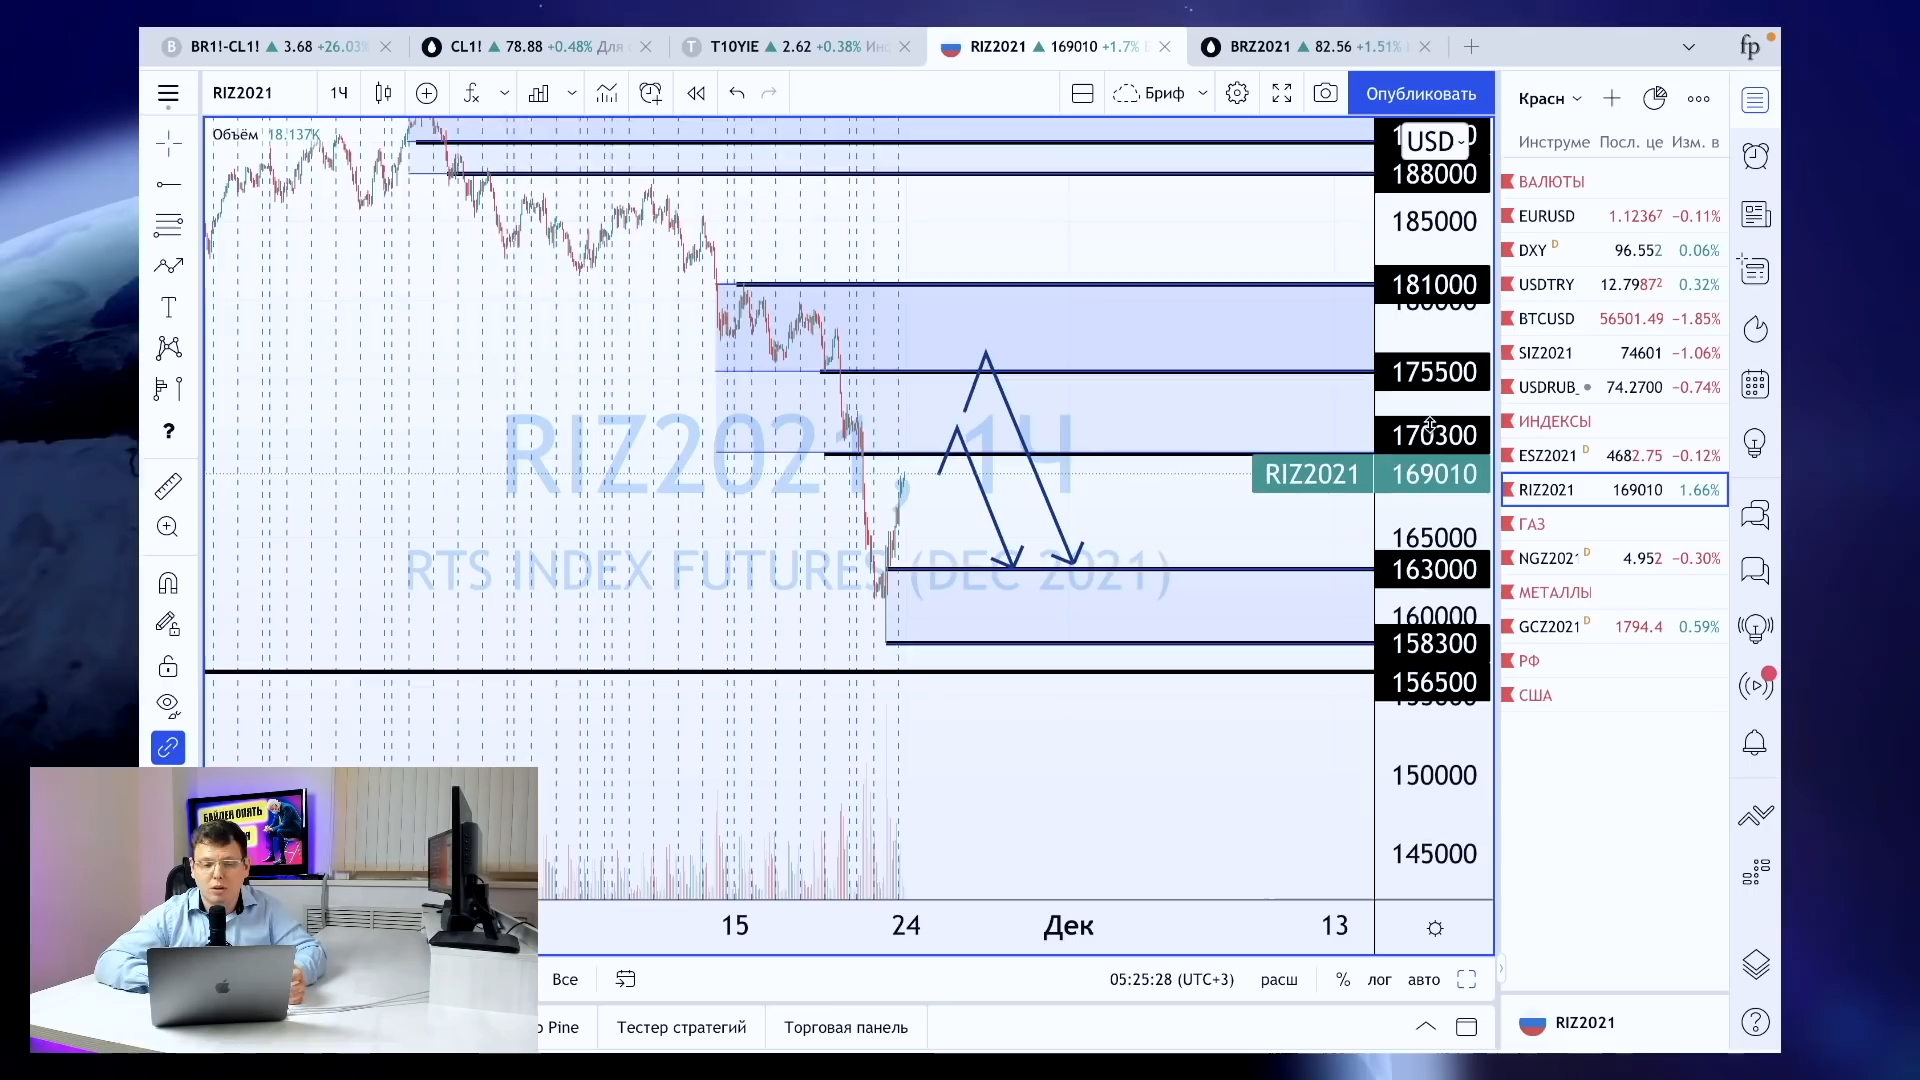 BR1!-CL1! 3.68 +26.03
CL1! 78.88 +0.48%
T10YIE 2.62 +0.38%
RIZ2021 169010 +1.7%
BRZ2021 82.56 +1.51%
fp
RIZ2021 1Ч
Бриф
Опубликовать
Красн
Объём 18.137K
USD
188000
185000
181000
175500
170300
RIZ2021 169010
165000
163000
160000
158300
156500
150000
145000
RIZ2021, 1Ч
RTS INDEX FUTURES (DEC 2021)
15 24 Дек 13
Инструме Посл. це Изм. в
ВАЛЮТЫ
EURUSD 1.12367 −0.11%
DXY D 96.552 0.06%
USDTRY 12.79872 0.32%
BTCUSD 56501.49 −1.85%
SIZ2021 74601 −1.06%
USDRUB_ 74.2700 −0.74%
ИНДЕКСЫ
ESZ2021 D 4682.75 −0.12%
RIZ2021 169010 1.66%
ГАЗ
NGZ202 D 4.952 −0.30%
МЕТАЛЛЫ
GCZ2021 D 1794.4 0.59%
РФ
США
Все
05:25:28 (UTC+3) расш % лог авто
Pine
Тестер стратегий
Торговая панель
RIZ2021
БАЙДЕН ОПЯТЬ